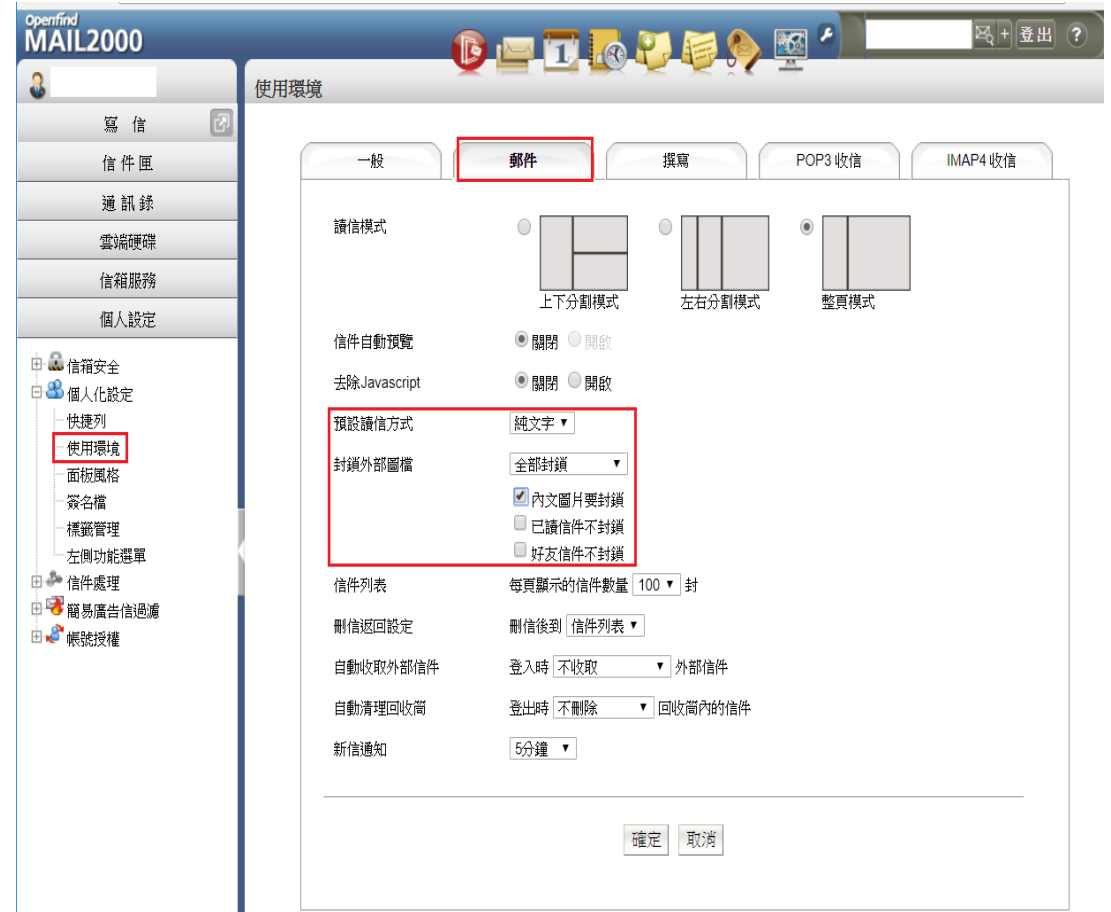 Openfind
MAIL2000
1
+
登出
?
使用環境
寫 信
信 件 匣
通 訊 錄
雲端硬碟
信箱服務
個人設定
信箱安全
個人化設定
快捷列
使用環境
面板風格
簽名檔
標籤管理
左側功能選單
信件處理
簡易廣告信過濾
帳號授權
一般
郵件
撰寫
POP3 收信
IMAP4 收信
讀信模式
上下分割模式
左右分割模式
整頁模式
信件自動預覽 關閉 開啟
去除Javascript 關閉 開啟
預設讀信方式 純文字
封鎖外部圖檔 全部封鎖
內文圖片要封鎖
已讀信件不封鎖
好友信件不封鎖
信件列表 每頁顯示的信件數量 100 封
刪信返回設定 刪信後到 信件列表
自動收取外部信件 登入時 不收取 外部信件
自動清理回收筒 登出時 不刪除 回收筒內的信件
新信通知 5分鐘
確定 取消